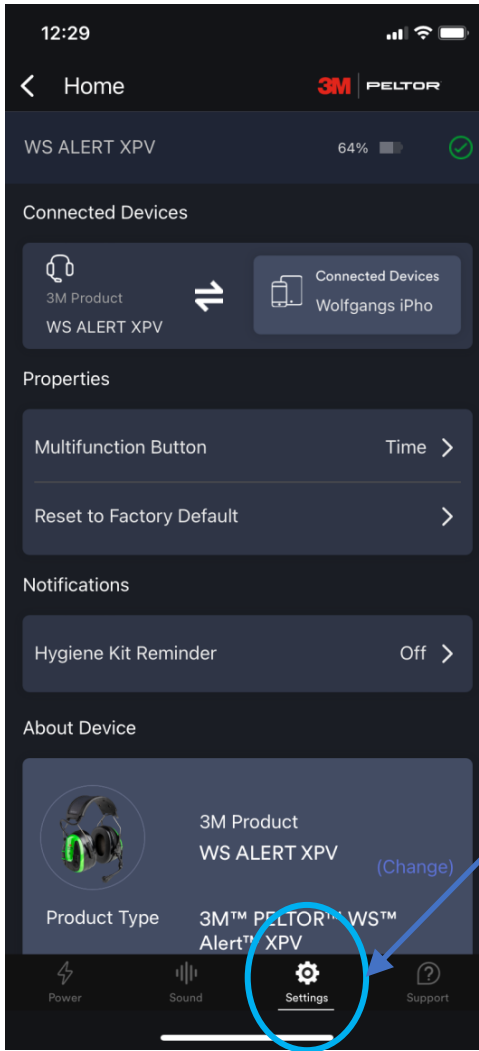 12:29
Home
3M PELTOR
WS ALERT XPV 64%
Connected Devices
3M Product
WS ALERT XPV
Connected Devices
Wolfgangs iPho
Properties
Multifunction Button Time
Reset to Factory Default
Notifications
Hygiene Kit Reminder Off
About Device
3M Product
WS ALERT XPV
(Change)
Product Type 3M™ PELTOR™ WS™
Alert™ XPV
Power Sound Settings Support